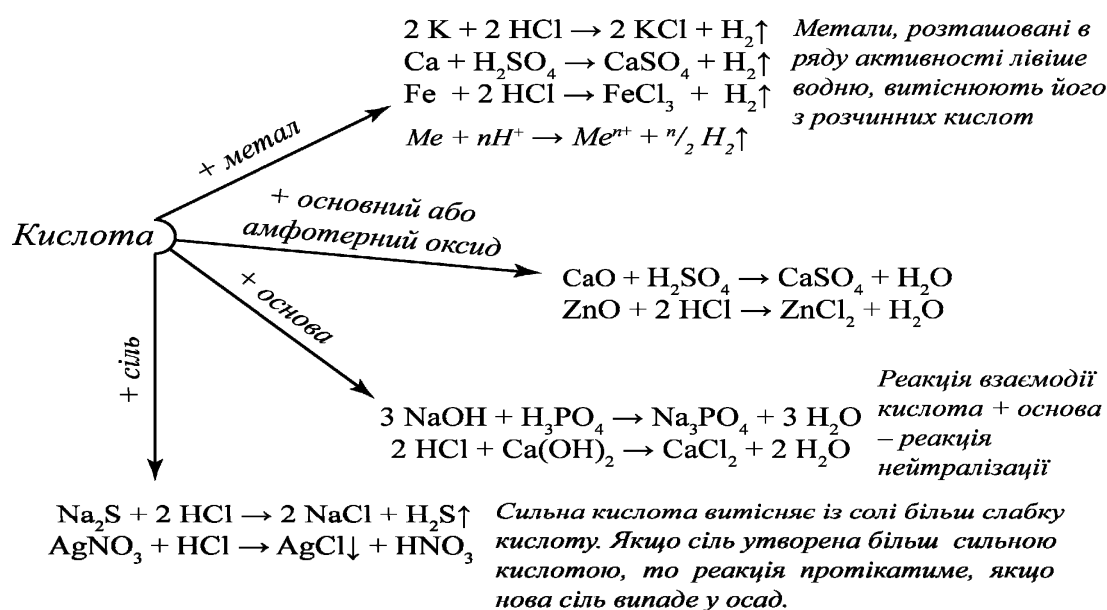 2 K + 2 HCl → 2 KCl + H₂↑
Ca + H₂SO₄ → CaSO₄ + H₂↑
Fe + 2 HCl → FeCl₃ + H₂↑
Me + nH⁺ → Meⁿ⁺ + ⁿ/₂ H₂↑
Метали, розташовані в
ряду активності лівіше
водню, витіснюють його
з розчинних кислот
+ метал
Кислота
+ основний або
амфотерний оксид
CaO + H₂SO₄ → CaSO₄ + H₂O
ZnO + 2 HCl → ZnCl₂ + H₂O
+ основа
3 NaOH + H₃PO₄ → Na₃PO₄ + 3 H₂O
2 HCl + Ca(OH)₂ → CaCl₂ + 2 H₂O
Реакція взаємодії
кислота + основа
– реакція
нейтралізації
+ сіль
Na₂S + 2 HCl → 2 NaCl + H₂S↑
AgNO₃ + HCl → AgCl↓ + HNO₃
Сильна кислота витісняє із солі більш слабку
кислоту. Якщо сіль утворена більш сильною
кислотою, то реакція протікатиме, якщо
нова сіль випаде у осад.